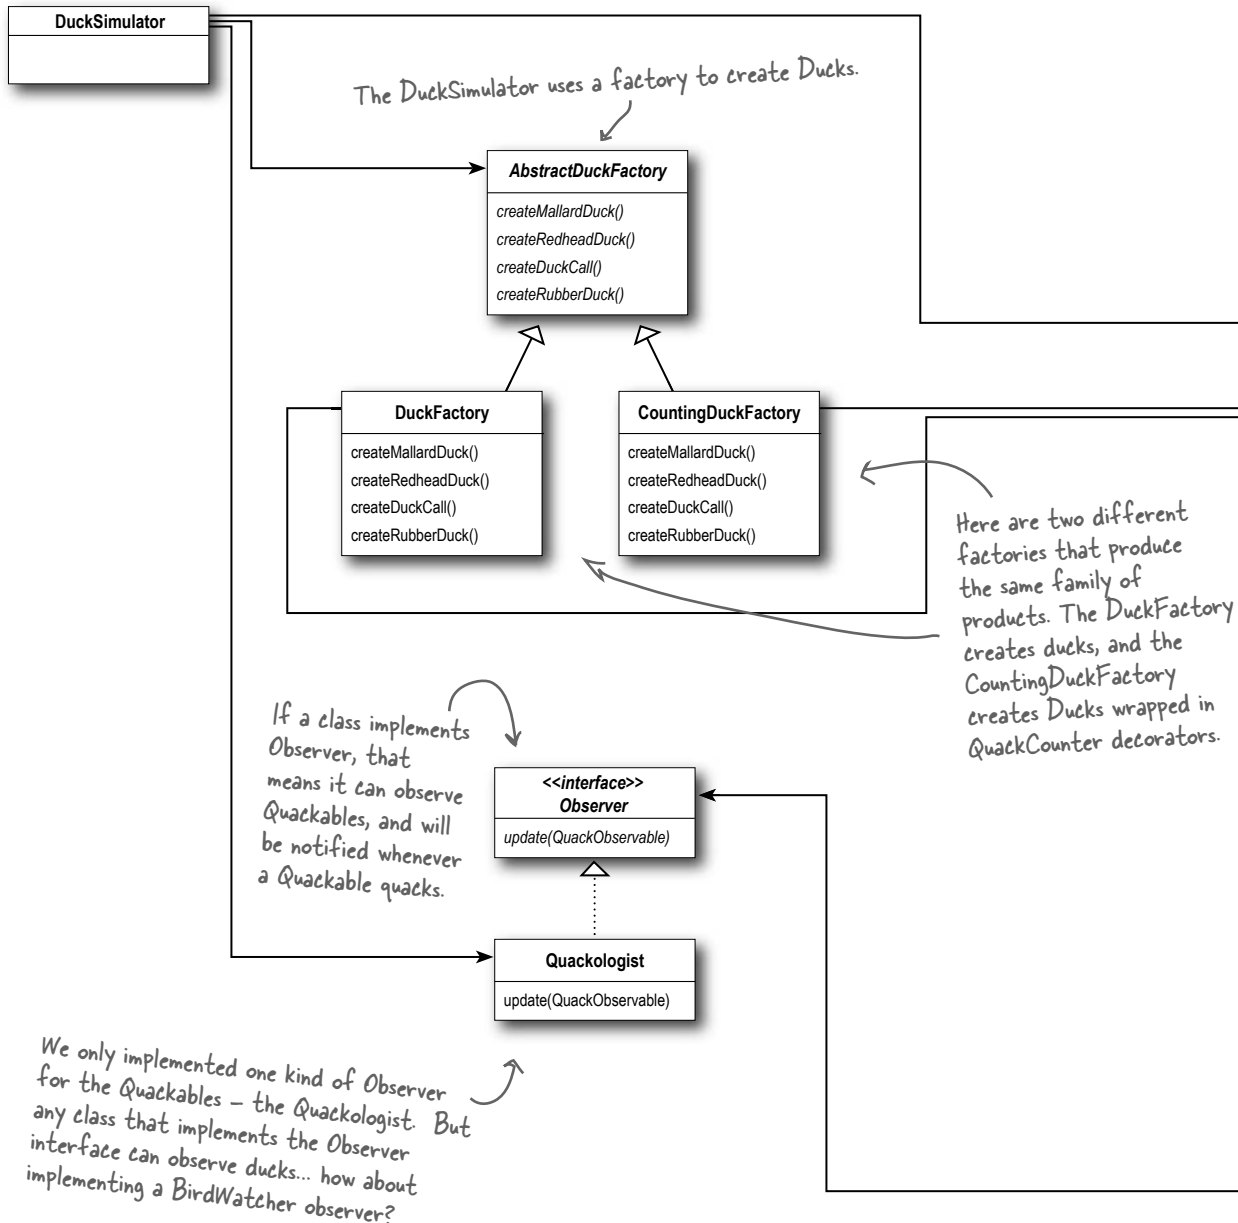 DuckSimulator
The DuckSimulator uses a factory to create Ducks.
AbstractDuckFactory
createMallardDuck()
createRedheadDuck()
createDuckCall()
createRubberDuck()
DuckFactory
createMallardDuck()
createRedheadDuck()
createDuckCall()
createRubberDuck()
CountingDuckFactory
createMallardDuck()
createRedheadDuck()
createDuckCall()
createRubberDuck()
Here are two different
factories that produce
the same family of
products. The DuckFactory
creates ducks, and the
CountingDuckFactory
creates Ducks wrapped in
QuackCounter decorators.
If a class implements
Observer, that
means it can observe
Quackables, and will
be notified whenever
a Quackable quacks.
<<interface>>
Observer
update(QuackObservable)
Quackologist
update(QuackObservable)
We only implemented one kind of Observer
for the Quackables – the Quackologist. But
any class that implements the Observer
interface can observe ducks... how about
implementing a BirdWatcher observer?